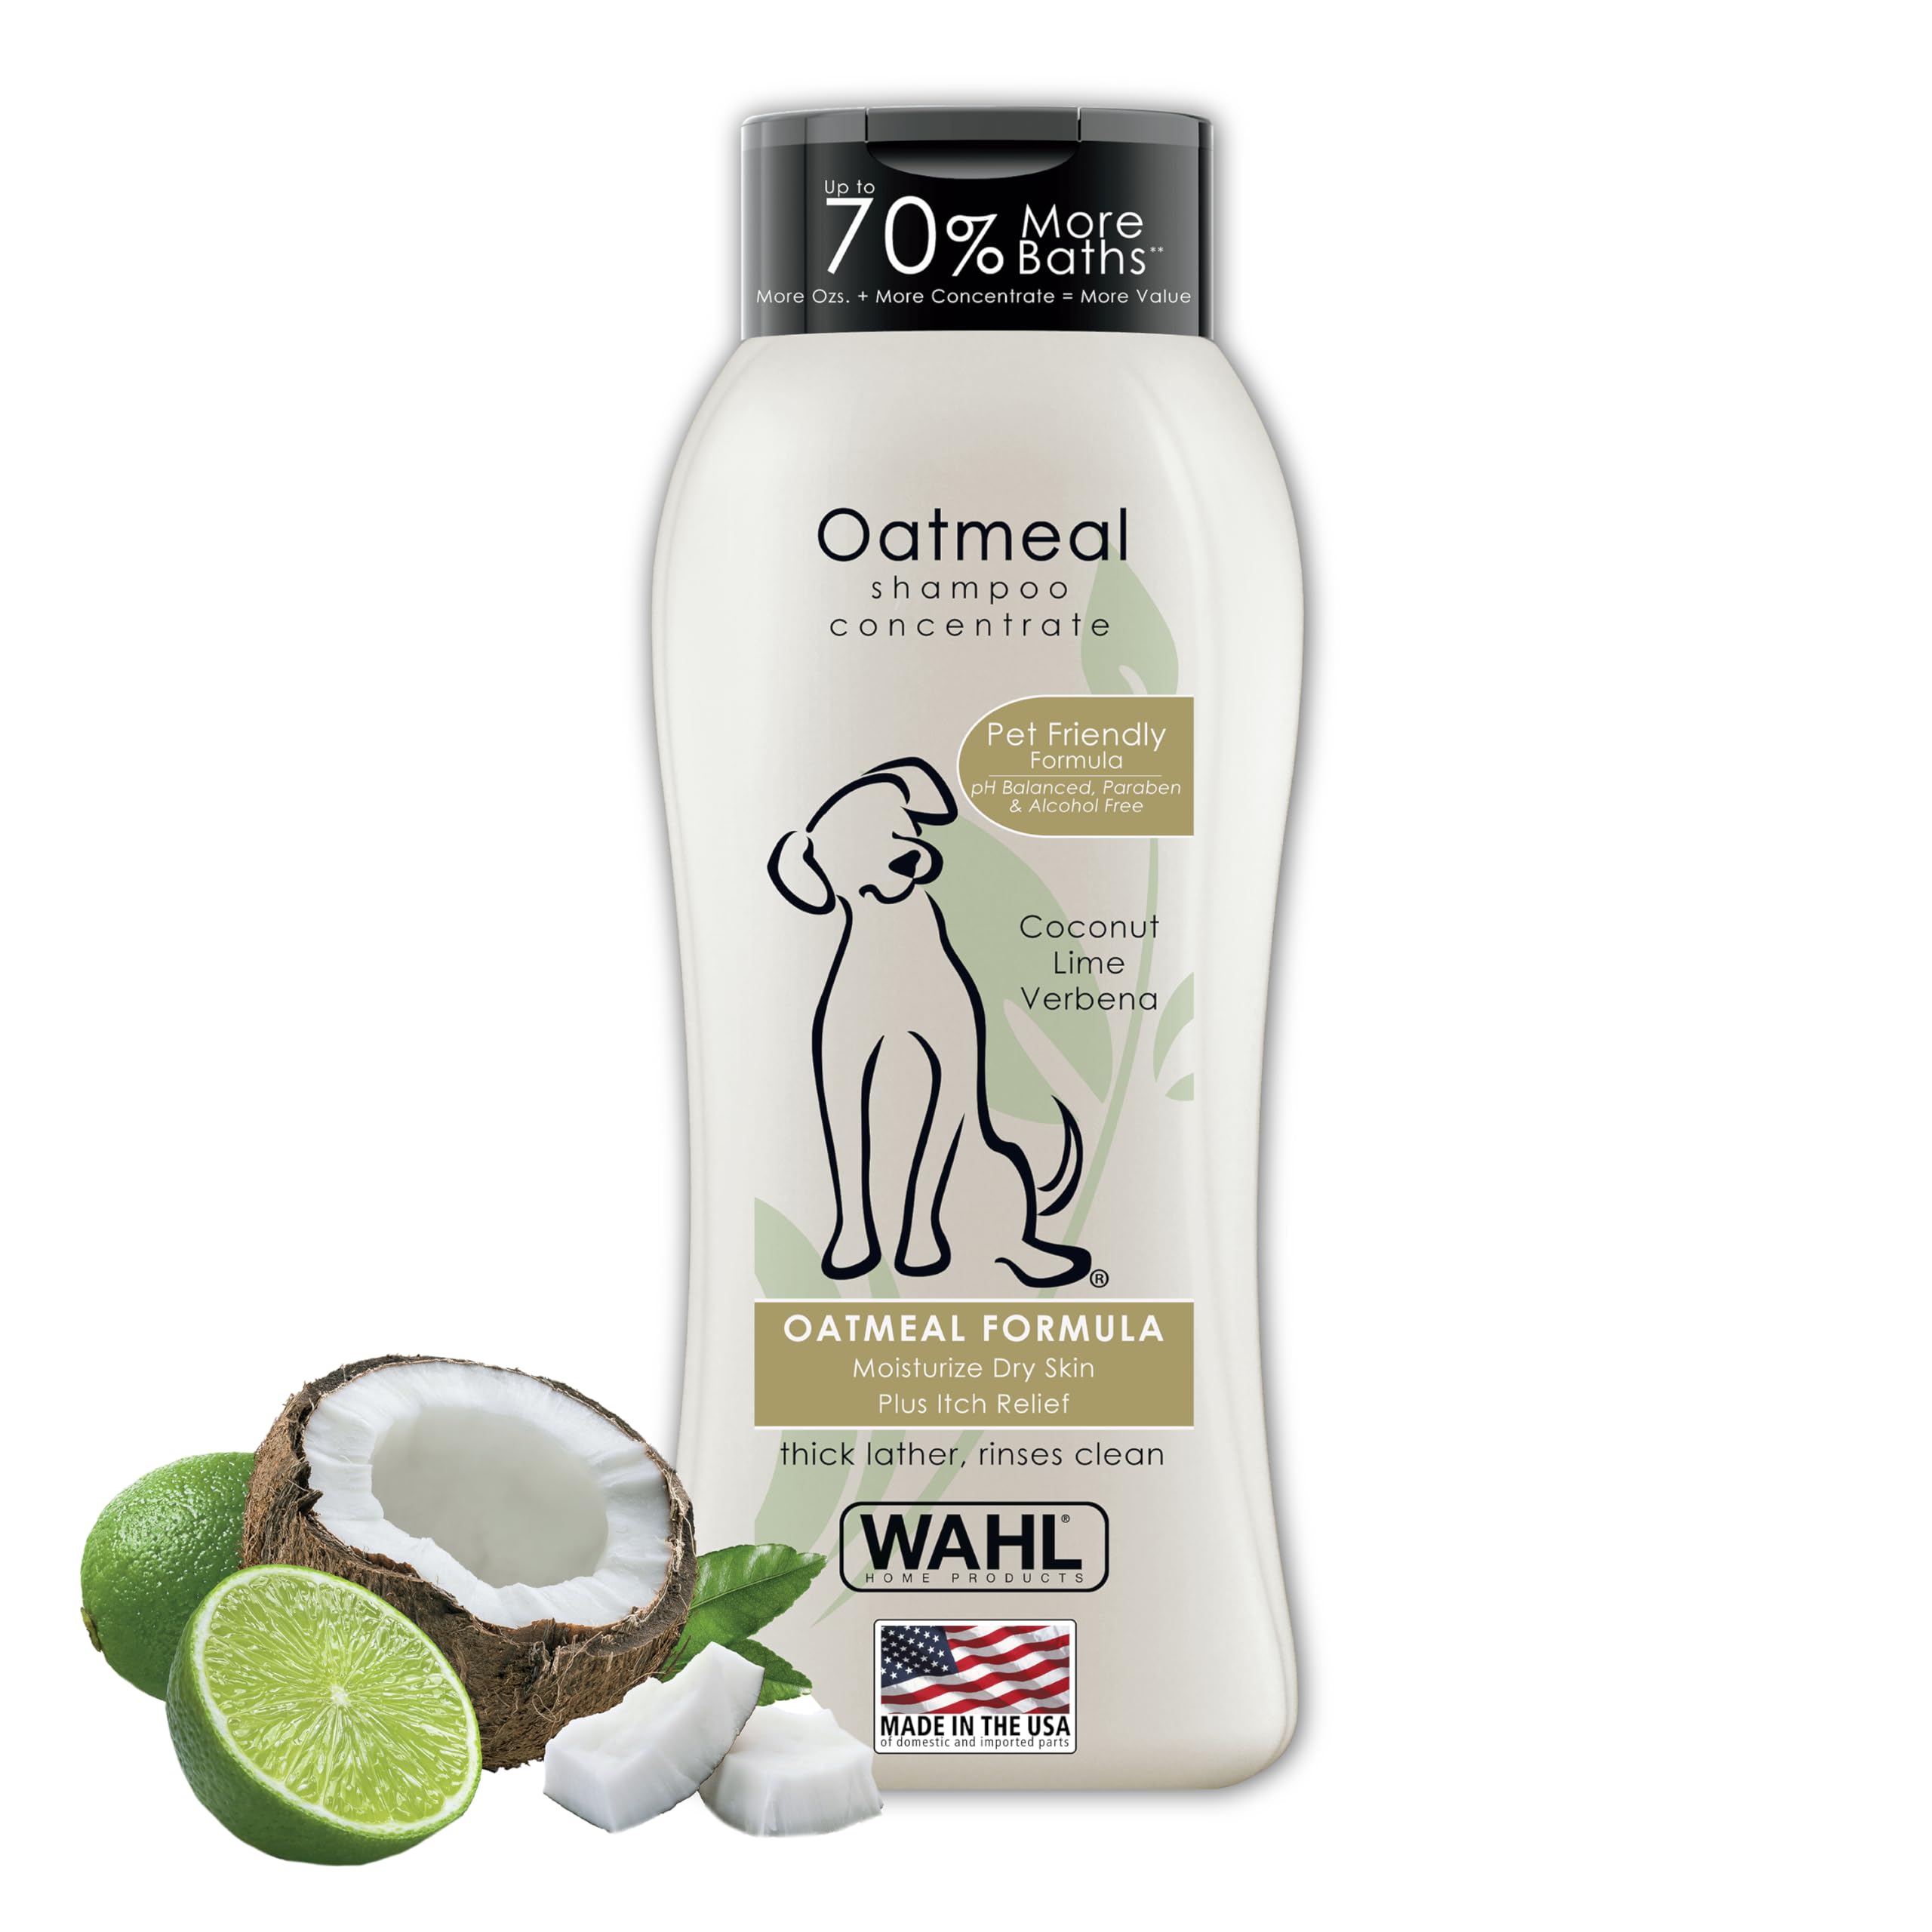 Up to
70% More
Baths**
More Ozs. + More Concentrate = More Value
Oatmeal
shampoo
concentrate
Pet Friendly
Formula
pH Balanced, Paraben
& Alcohol Free
Coconut
Lime
Verbena
®
OATMEAL FORMULA
Moisturize Dry Skin
Plus Itch Relief
thick lather, rinses clean
WAHL®
HOME PRODUCTS
MADE IN THE USA
of domestic and imported parts